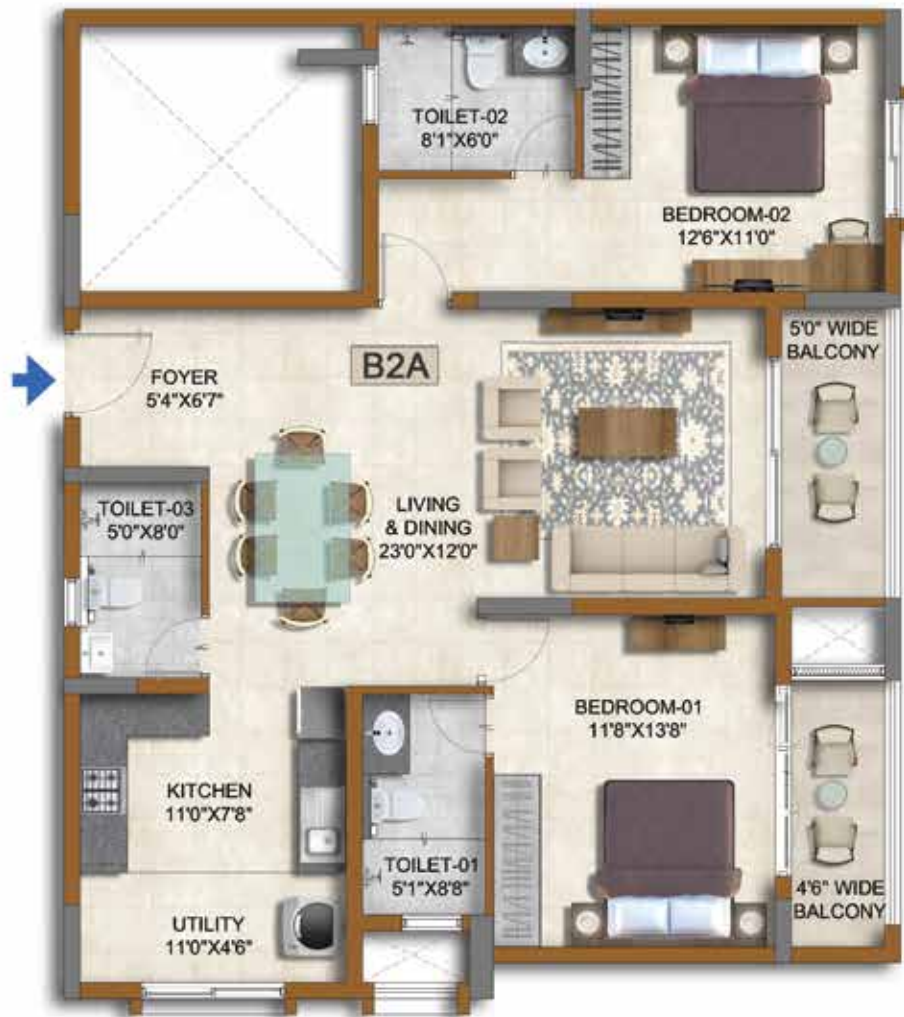 TOILET-02
8'1"X6'0"
BEDROOM-02
12'6"X11'0"
5'0" WIDE
BALCONY
B2A
FOYER
5'4"X6'7"
TOILET-03
5'0"X8'0"
LIVING
& DINING
23'0"X12'0"
BEDROOM-01
11'8"X13'8"
KITCHEN
11'0"X7'8"
TOILET-01
5'1"X8'8"
4'6" WIDE
BALCONY
UTILITY
11'0"X4'6"